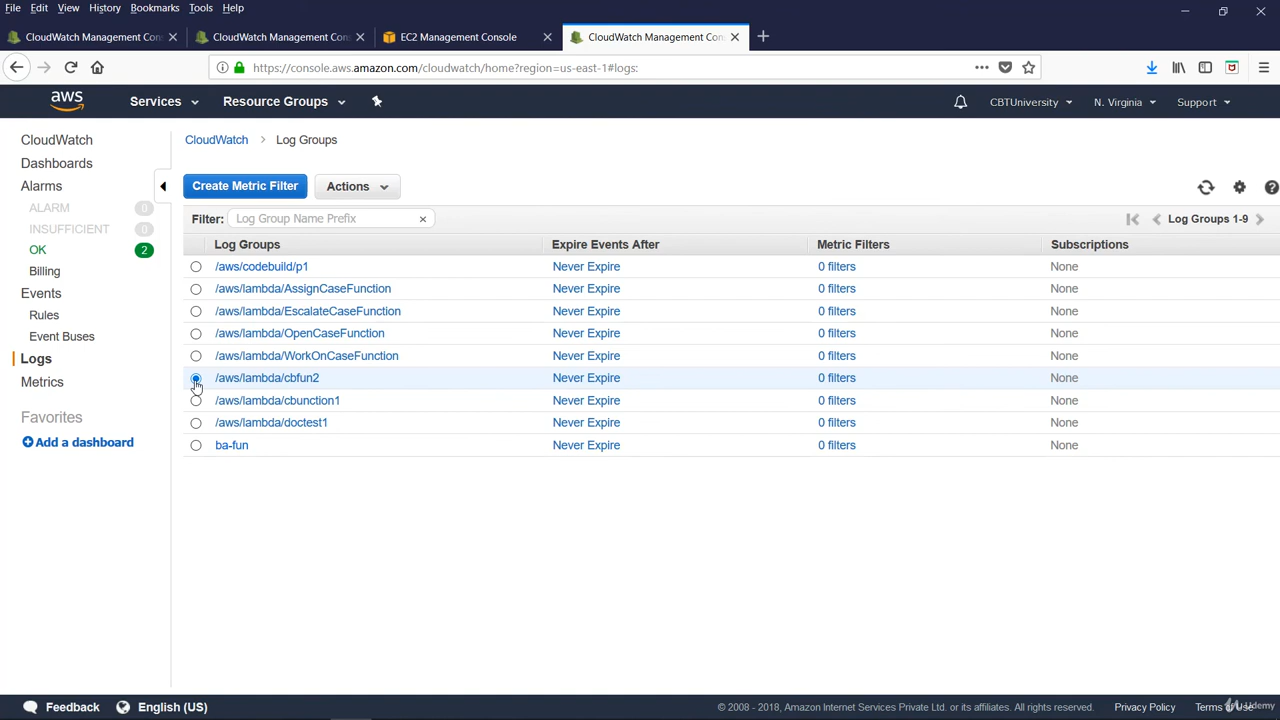 File Edit View History Bookmarks Tools Help
CloudWatch Management Con
CloudWatch Management Con
EC2 Management Console
CloudWatch Management Con
https://console.aws.amazon.com/cloudwatch/home?region=us-east-1#logs:
aws Services Resource Groups CBTUniversity N. Virginia Support
CloudWatch
Dashboards
Alarms
ALARM 0
INSUFFICIENT 0
OK 2
Billing
Events
Rules
Event Buses
Logs
Metrics
Favorites
Add a dashboard
CloudWatch > Log Groups
Create Metric Filter Actions
Filter: Log Group Name Prefix Log Groups 1-9
Log Groups Expire Events After Metric Filters Subscriptions
/aws/codebuild/p1 Never Expire 0 filters None
/aws/lambda/AssignCaseFunction Never Expire 0 filters None
/aws/lambda/EscalateCaseFunction Never Expire 0 filters None
/aws/lambda/OpenCaseFunction Never Expire 0 filters None
/aws/lambda/WorkOnCaseFunction Never Expire 0 filters None
/aws/lambda/cbfun2 Never Expire 0 filters None
/aws/lambda/cbunction1 Never Expire 0 filters None
/aws/lambda/doctest1 Never Expire 0 filters None
ba-fun Never Expire 0 filters None
Feedback English (US) © 2008 - 2018, Amazon Internet Services Private Ltd. or its affiliates. All rights reserved. Privacy Policy Terms of Use
Udemy